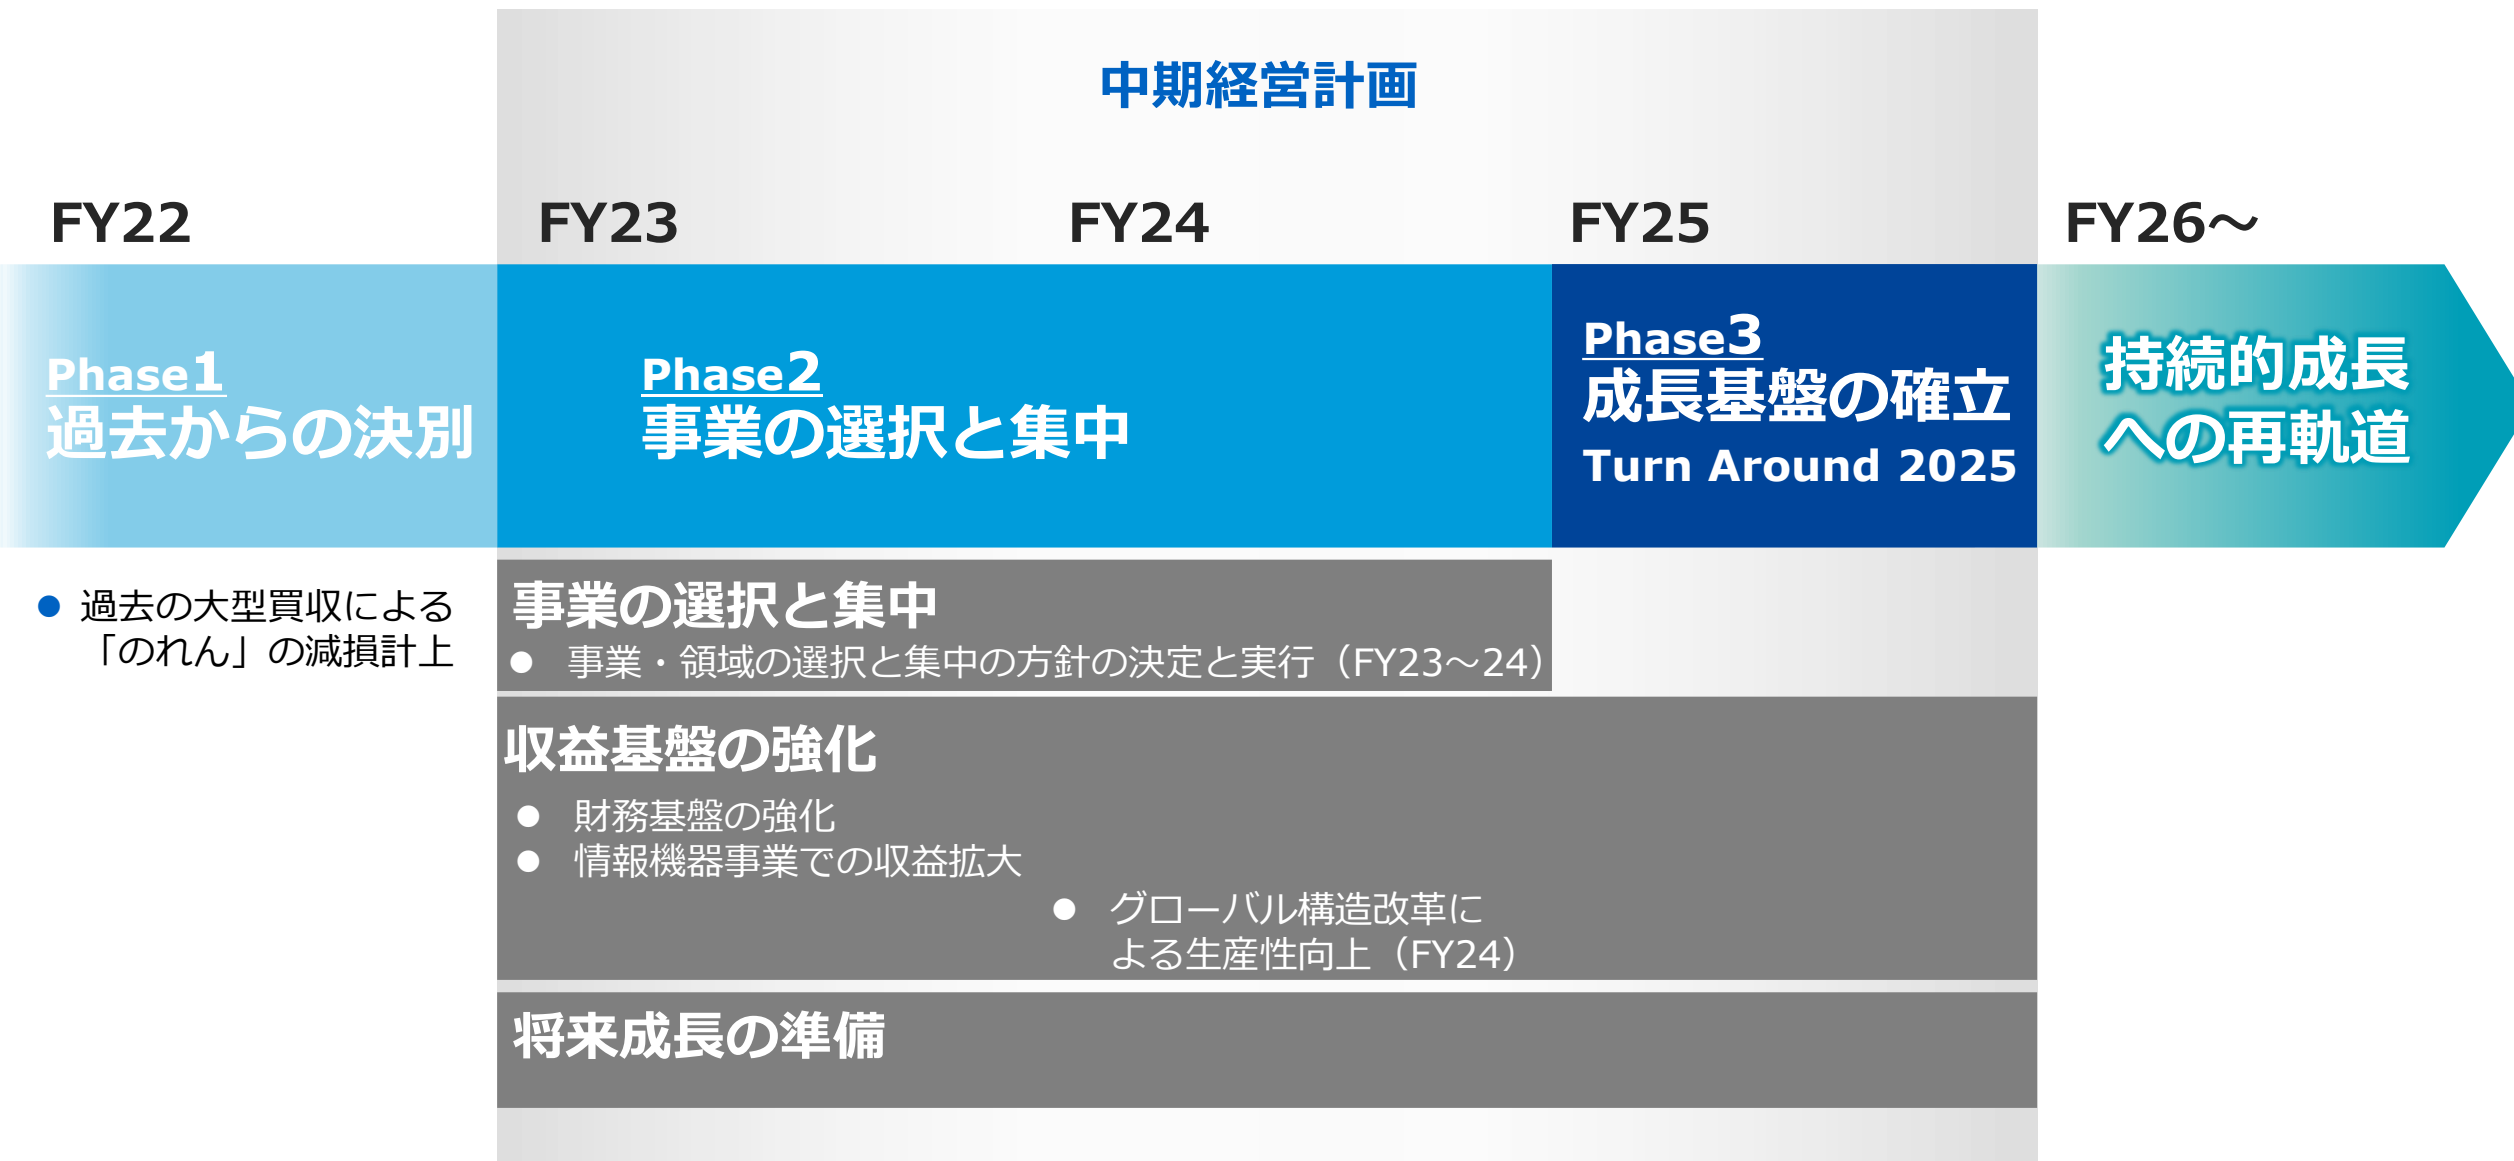 中期経営計画
FY22
FY23
FY24
FY25
FY26～
Phase1
過去からの決別
Phase2
事業の選択と集中
Phase3
成長基盤の確立
Turn Around 2025
持続的成長
への再軌道
● 過去の大型買収による
「のれん」の減損計上
事業の選択と集中
● 事業・領域の選択と集中の方針の決定と実行（FY23～24）
収益基盤の強化
● 財務基盤の強化
● 情報機器事業での収益拡大
● グローバル構造改革に
よる生産性向上（FY24）
将来成長の準備